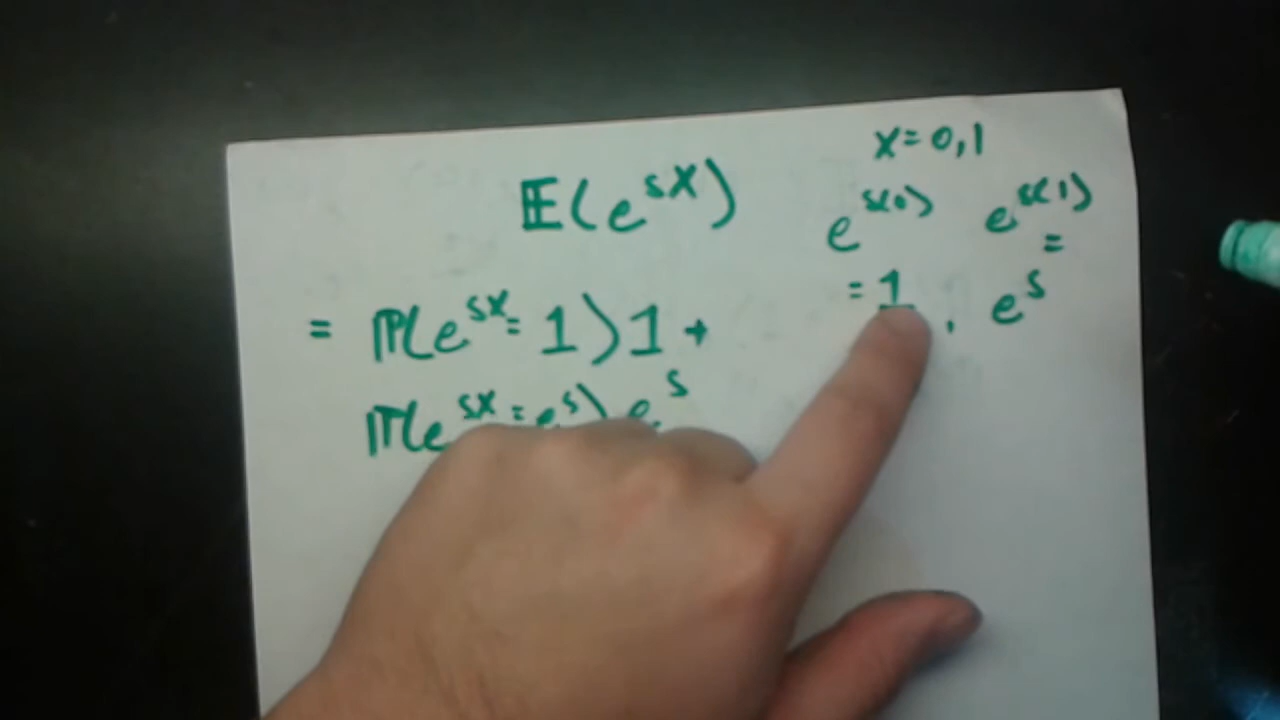 x=0,1
𝔼(e^{sX})
e^{s(0)} e^{s(1)}
=1, =e^s
= ℙ(e^{sX}=1)1+
ℙ(e^{sX}=e^s)e^s